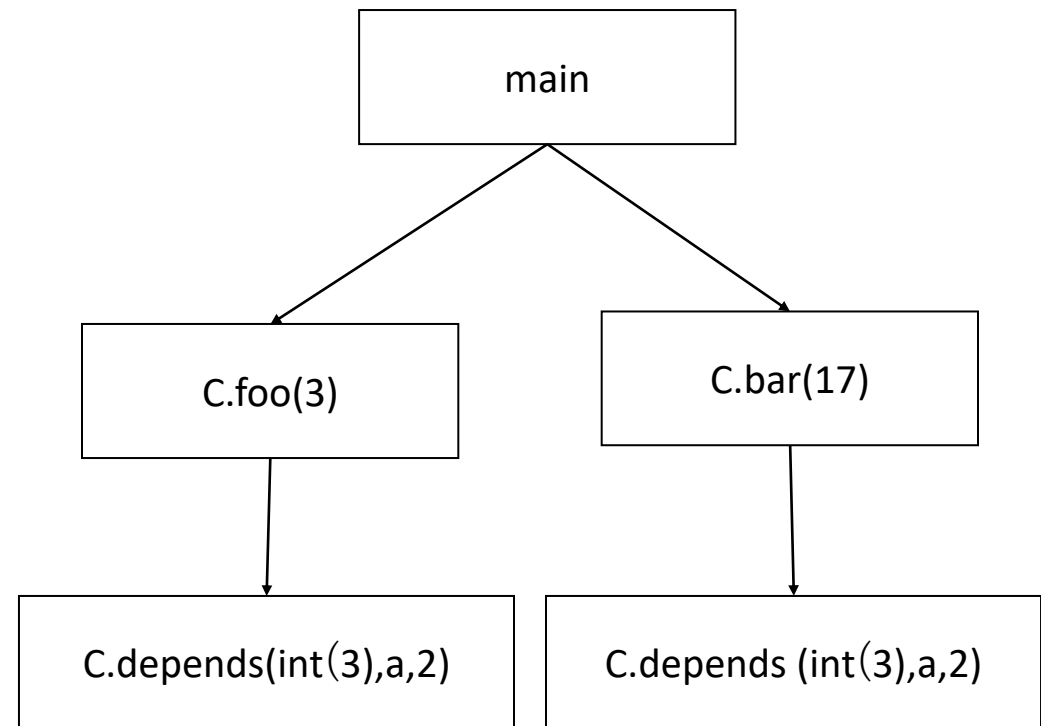 main
C.foo(3)
C.bar(17)
C.depends(int（3),a,2)
C.depends (int（3),a,2)